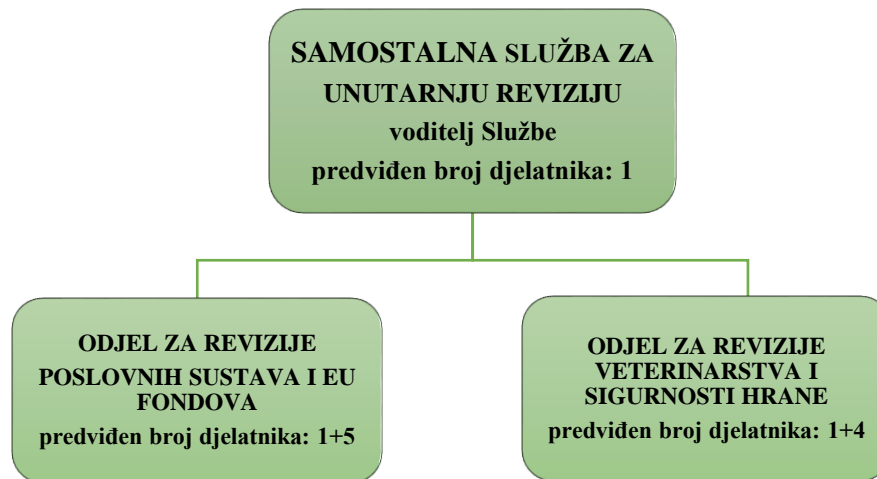 SAMOSTALNA SLUŽBA ZA
UNUTARNJU REVIZIJU
voditelj Službe
predviđen broj djelatnika: 1
ODJEL ZA REVIZIJE
POSLOVNIH SUSTAVA I EU
FONDOVA
predviđen broj djelatnika: 1+5
ODJEL ZA REVIZIJE
VETERINARSTVA I
SIGURNOSTI HRANE
predviđen broj djelatnika: 1+4